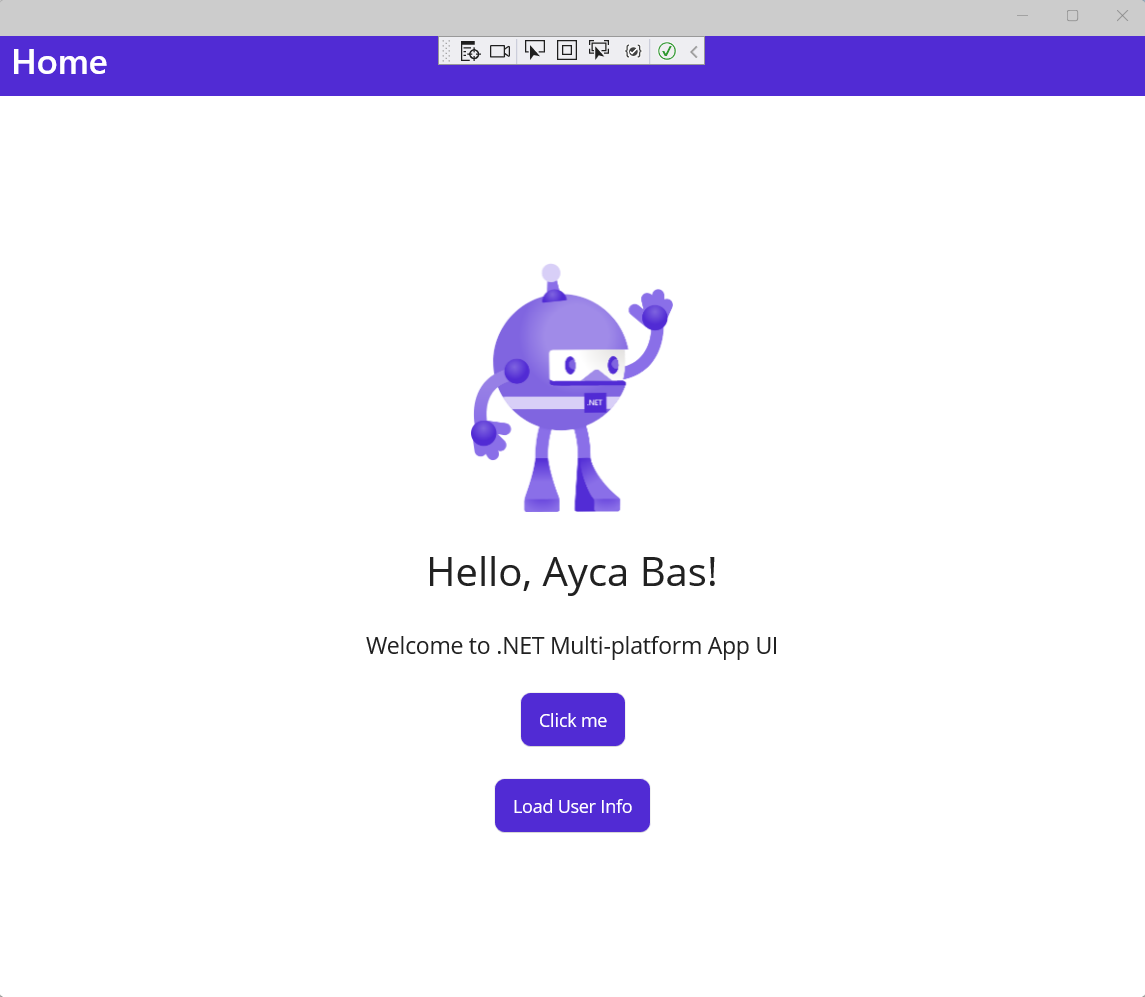 Home
.NET
Hello, Ayca Bas!
Welcome to .NET Multi-platform App UI
Click me
Load User Info